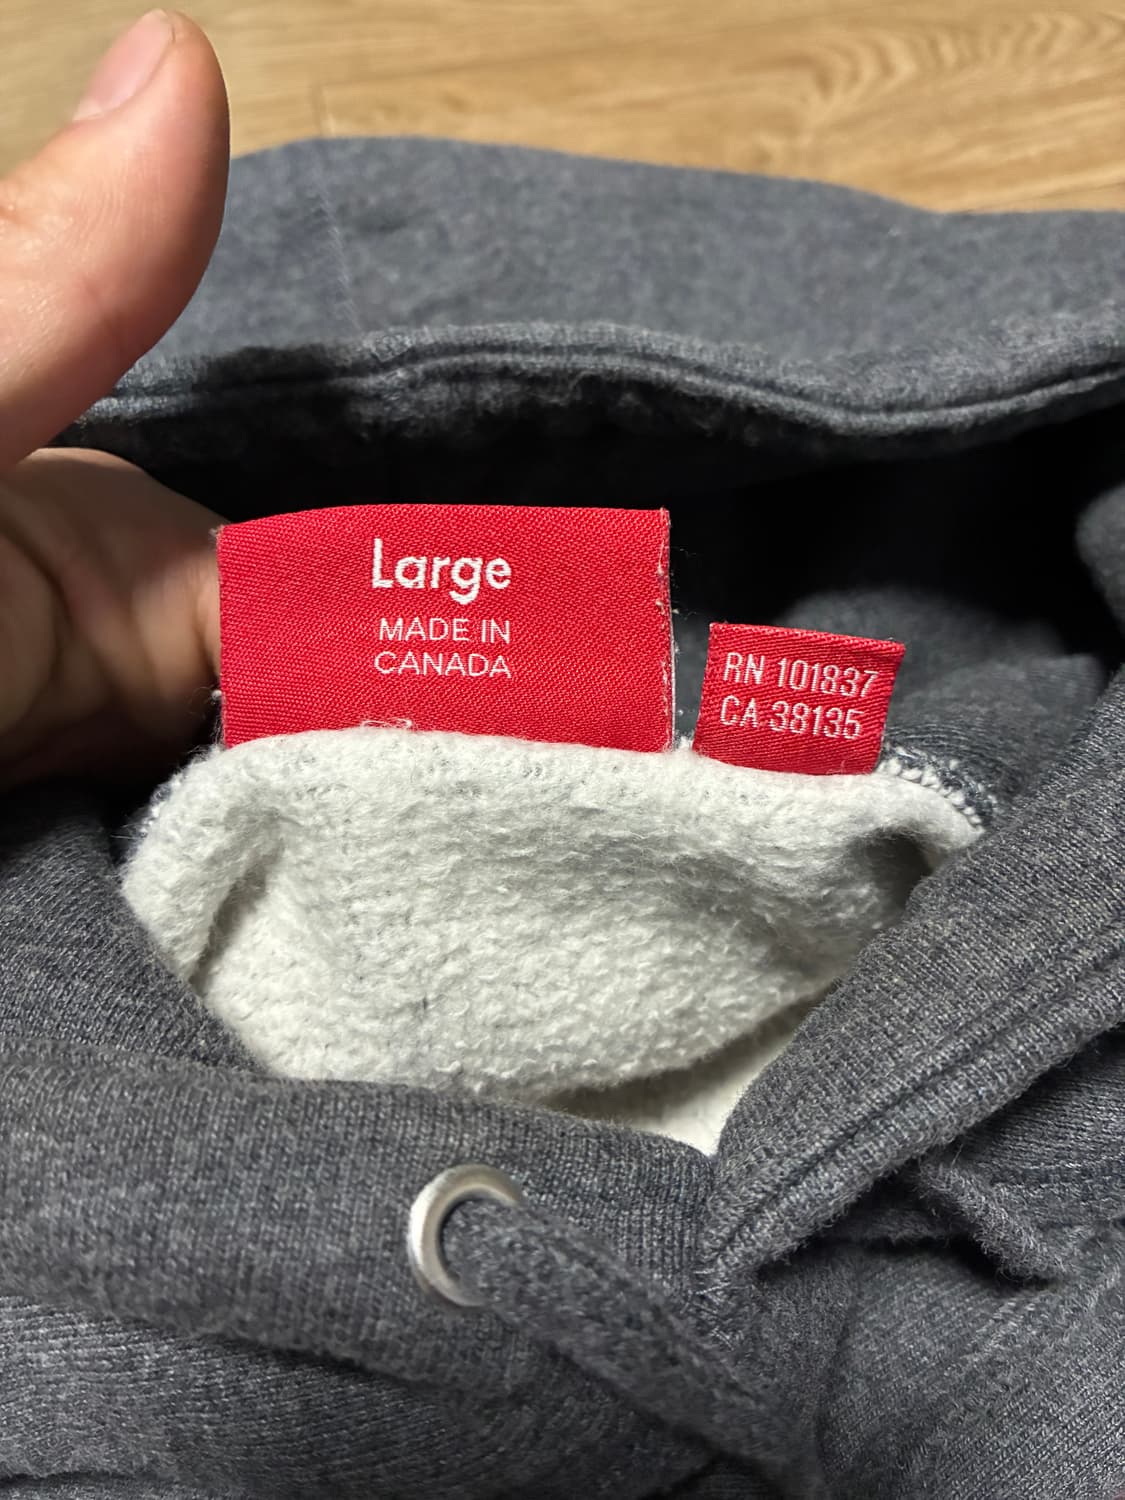 Large
MADE IN
CANADA
RN 101837
CA 38135